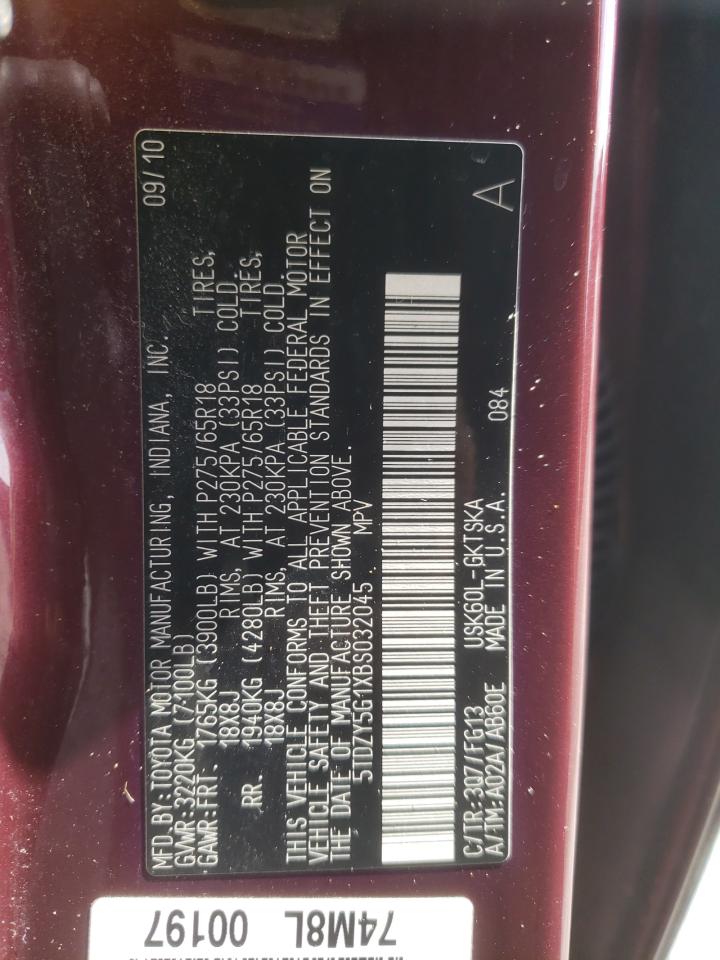 MFD. BY: TOYOTA MOTOR MANUFACTURING, INDIANA, INC. 09/10
GVWR: 3220KG (7100LB)
GAWR: FRT. 1765KG (3900LB) WITH P275/65R18 TIRES,
18X8J RIMS, AT 230KPA (33PSI) COLD.
RR. 1940KG (4280LB) WITH P275/65R18 TIRES,
18X8J RIMS, AT 230KPA (33PSI) COLD.
THIS VEHICLE CONFORMS TO ALL APPLICABLE FEDERAL MOTOR
VEHICLE SAFETY AND THEFT PREVENTION STANDARDS IN EFFECT ON
THE DATE OF MANUFACTURE SHOWN ABOVE.
5TDZY5G1XBS032045 MPV
C/TR: 3Q7/FG13 USK60L-GKTSKA 084 A
A/TM: A02A/AB60E MADE IN U.S.A.
74M8L
00197